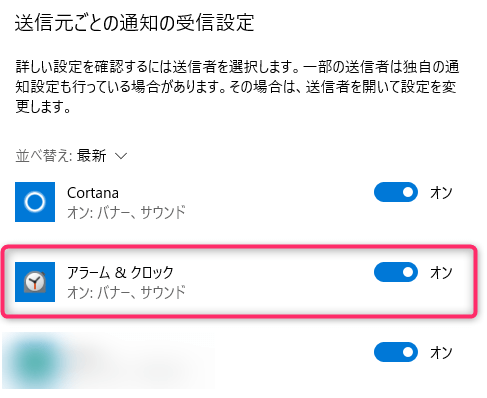 送信元ごとの通知の受信設定
詳しい設定を確認するには送信者を選択します。一部の送信者は独自の通
知設定も行っている場合があります。その場合は、送信者を開いて設定を変
更します。
並べ替え: 最新
Cortana
オン
オン: バナー、サウンド
アラーム & クロック
オン
オン: バナー、サウンド
オン